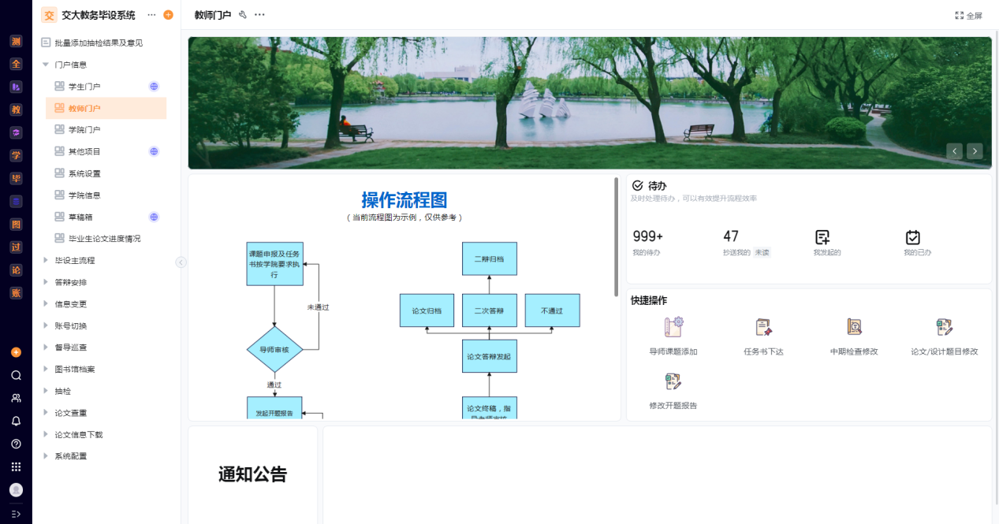 测
全
教
学
毕
图
过
论
账
交 交大教务毕设系统
批量添加抽检结果及意见
门户信息
学生门户
教师门户
学院门户
其他项目
系统设置
学院信息
草稿箱
毕业生论文进度情况
毕设主流程
答辩安排
信息变更
账号切换
督导巡查
图书馆档案
抽检
论文查重
论文信息下载
系统配置
教师门户
全屏
操作流程图
（当前流程图为示例，仅供参考）
课题申报及任务
书按学院要求执
行
未通过
导师审核
通过
发起开题报告
二辩归档
论文归档
二次答辩
不通过
论文答辩发起
论文终稿，指
导老师审核
待办
及时处理待办，可以有效提升流程效率
999+
我的待办
47
抄送我的 未读
我发起的
我的已办
快捷操作
导师课题添加
任务书下达
中期检查修改
论文/设计题目修改
修改开题报告
通知公告